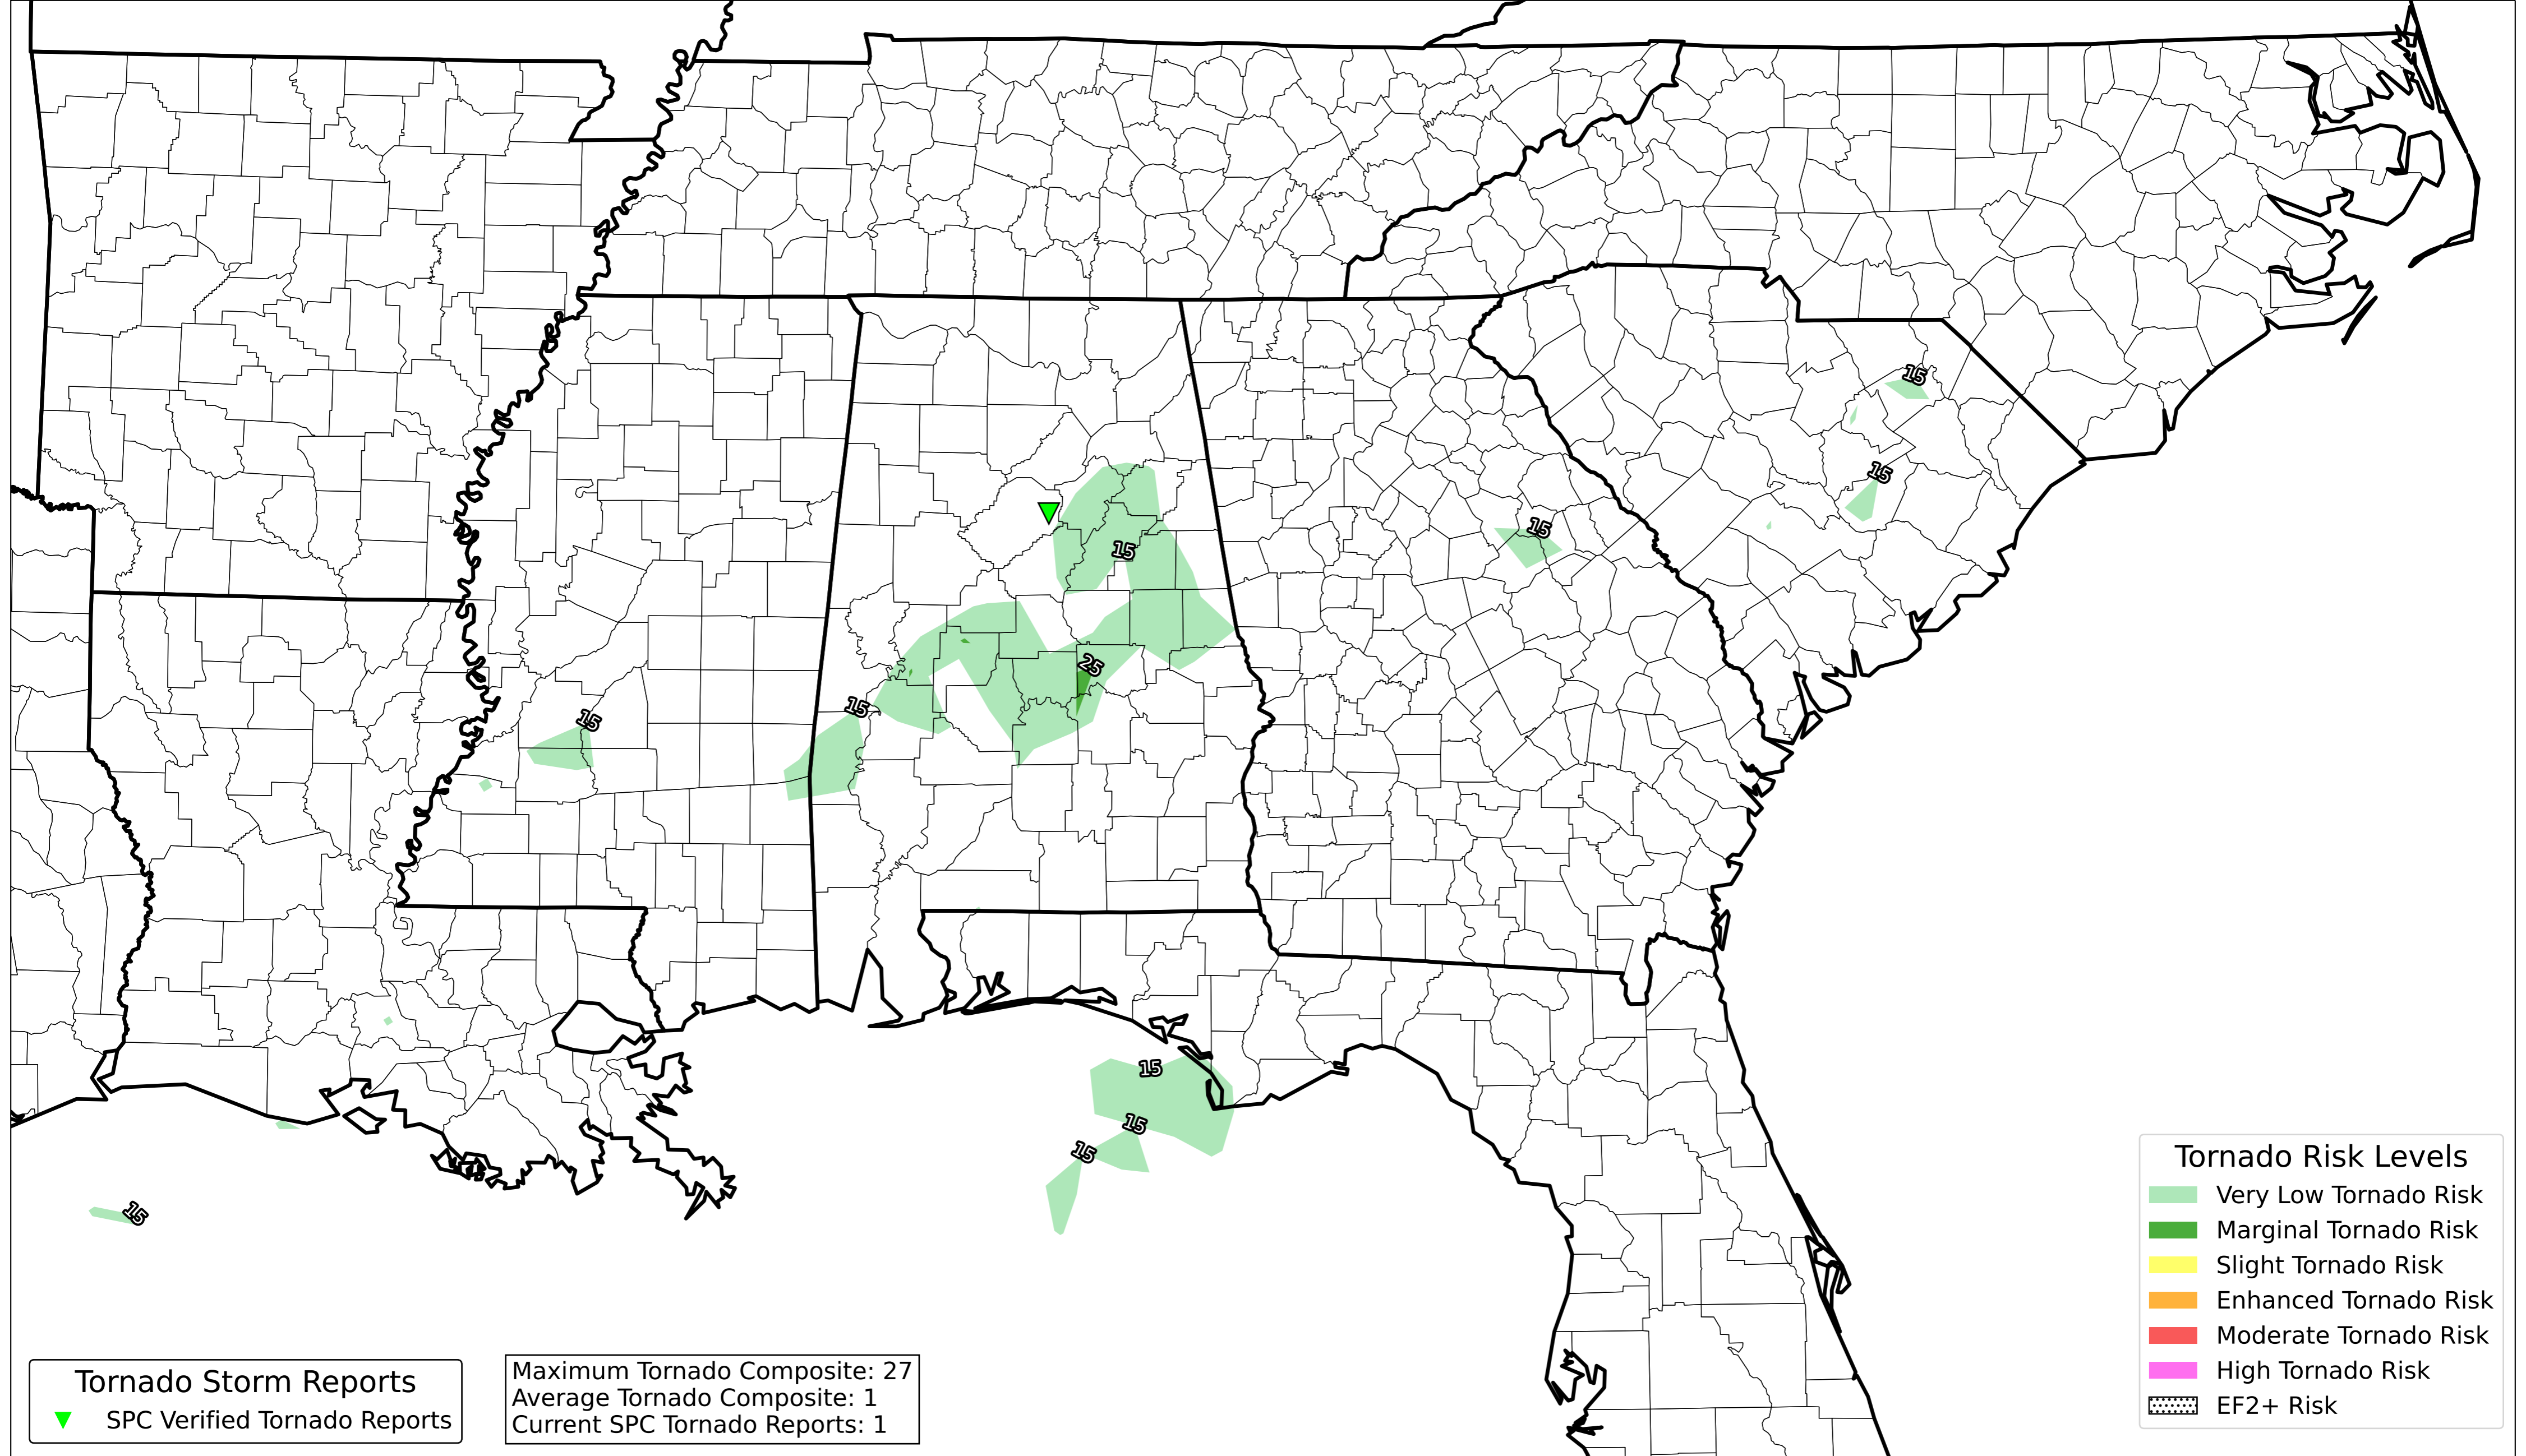 15
15
15
15
25
15
15
15
15
15
15
Tornado Risk Levels
Very Low Tornado Risk
Marginal Tornado Risk
Slight Tornado Risk
Enhanced Tornado Risk
Moderate Tornado Risk
High Tornado Risk
EF2+ Risk
Tornado Storm Reports
SPC Verified Tornado Reports
Maximum Tornado Composite: 27
Average Tornado Composite: 1
Current SPC Tornado Reports: 1